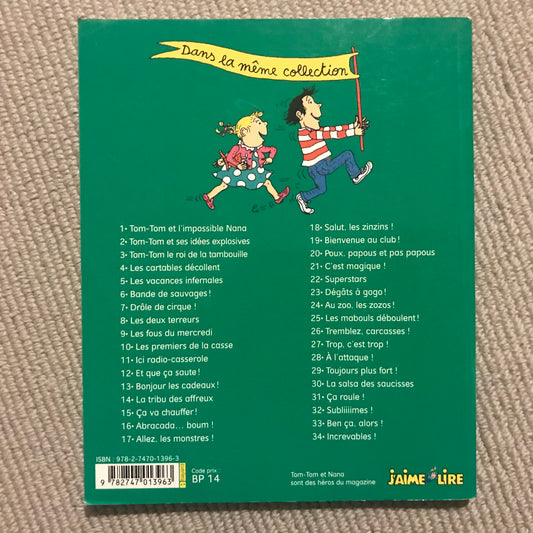 Dans la même collection
1• Tom-Tom et l'impossible Nana
2• Tom-Tom et ses idées explosives
3• Tom-Tom le roi de la tambouille
4• Les cartables décollent
5• Les vacances infernales
6• Bande de sauvages !
7• Drôle de cirque !
8• Les deux terreurs
9• Les fous du mercredi
10• Les premiers de la casse
11• Ici radio-casserole
12• Et que ça saute !
13• Bonjour les cadeaux !
14• La tribu des affreux
15• Ça va chauffer !
16• Abracada... boum !
17• Allez, les monstres !
18• Salut, les zinzins !
19• Bienvenue au club !
20• Poux, papous et pas papous
21• C'est magique !
22• Superstars
23• Dégâts à gogo !
24• Au zoo, les zozos !
25• Les mabouls déboulent !
26• Tremblez, carcasses !
27• Trop, c'est trop !
28• À l'attaque !
29• Toujours plus fort !
30• La salsa des saucisses
31• Ça roule !
32• Subliiiimes !
33• Ben ça, alors !
34• Increvables !
ISBN : 978-2-7470-1396-3
9 782747 013963
Code prix :
BP 14
Tom-Tom et Nana
sont des héros du magazine
J'AIME LIRE